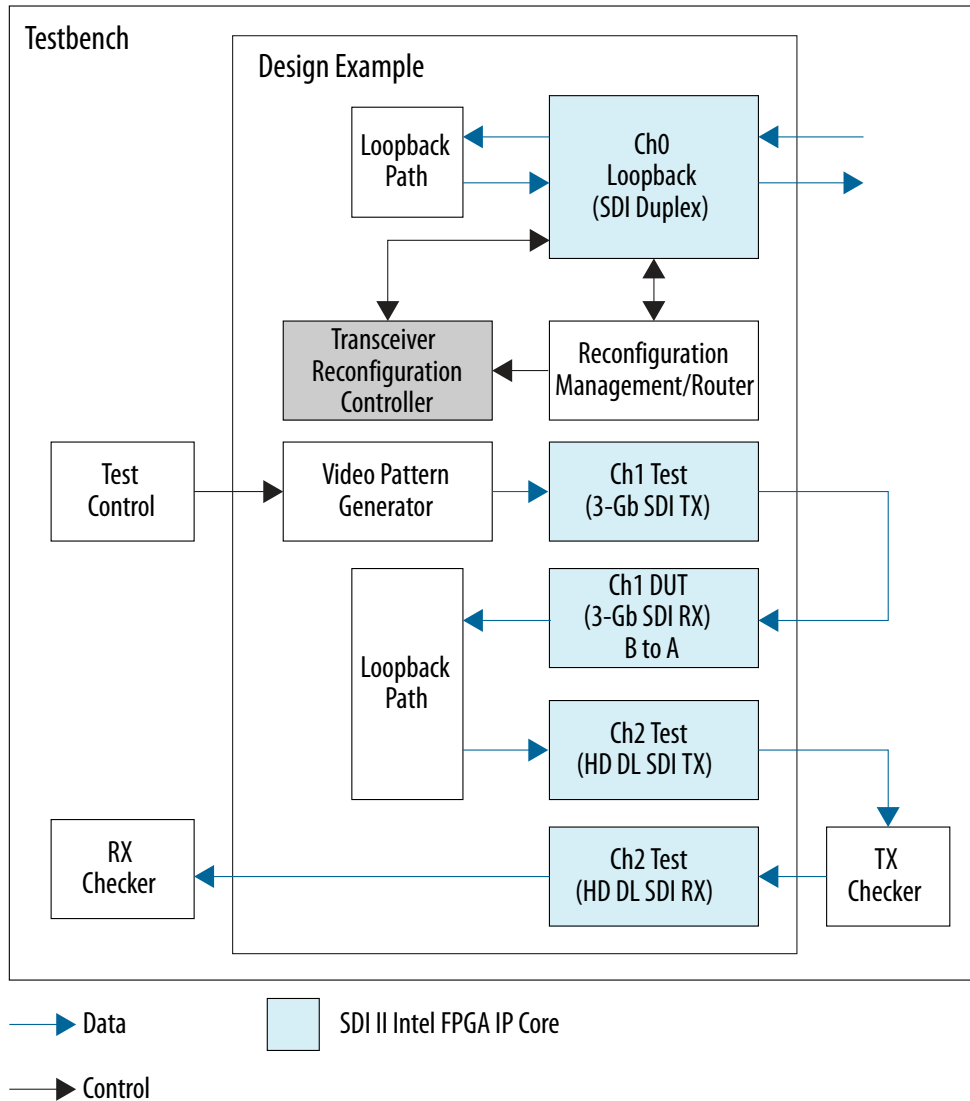 Testbench
Design Example
Loopback
Path
Ch0
Loopback
(SDI Duplex)
Transceiver
Reconfiguration
Controller
Reconfiguration
Management/Router
Test
Control
Video Pattern
Generator
Ch1 Test
(3-Gb SDI TX)
Ch1 DUT
(3-Gb SDI RX)
B to A
Loopback
Path
Ch2 Test
(HD DL SDI TX)
RX
Checker
Ch2 Test
(HD DL SDI RX)
TX
Checker
Data
SDI II Intel FPGA IP Core
Control